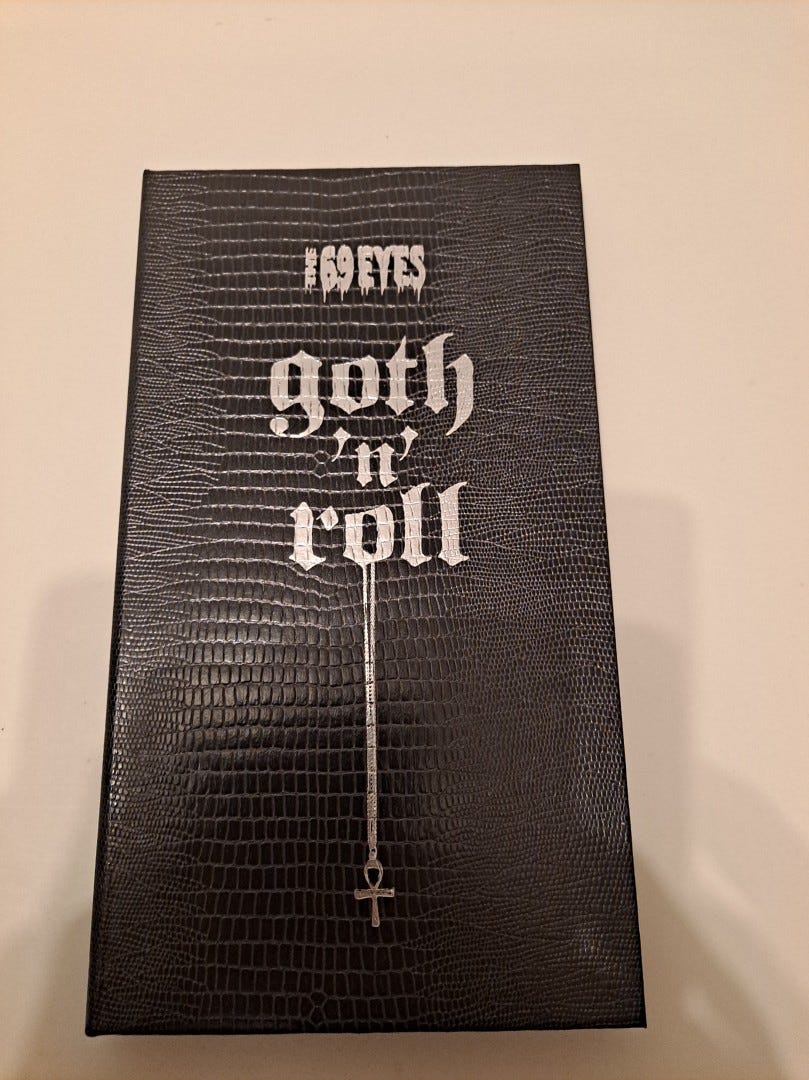 THE 69 EYES
goth
'n'
roll